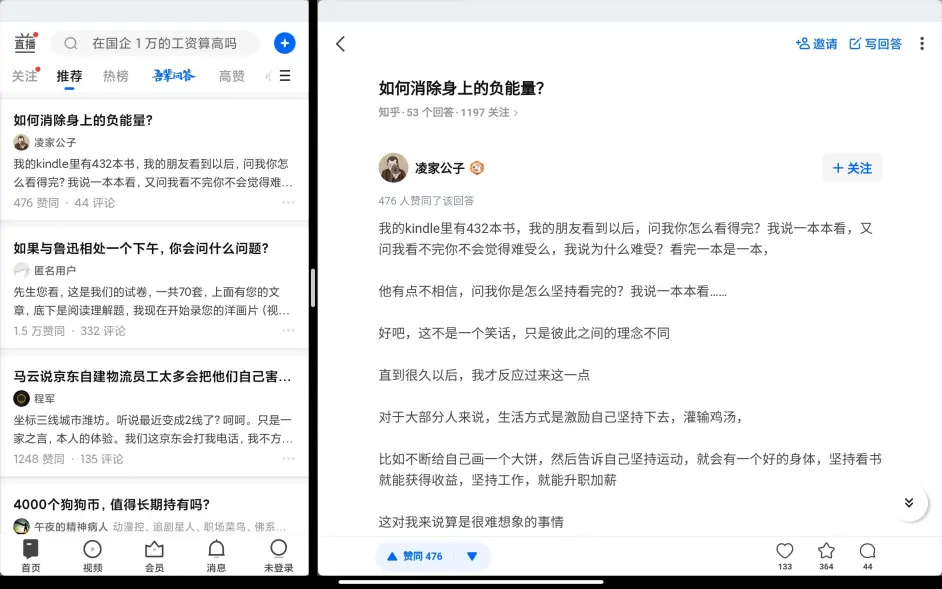 直播
在国企 1 万的工资算高吗
关注
推荐
热榜
吾辈问答
高赞
如何消除身上的负能量?
凌家公子
我的kindle里有432本书, 我的朋友看到以后, 问我你怎
么看得完? 我说一本本看, 又问我看不完你不会觉得难...
476 赞同 · 44 评论
如果与鲁迅相处一个下午, 你会问什么问题?
匿名用户
先生您看, 这是我们的试卷, 一共70套, 上面有您的文
章, 底下是阅读理解题, 我现在开始录您的洋画片 (视...
1.5 万赞同 · 332 评论
马云说京东自建物流员工太多会把他们自己害...
程军
坐标三线城市潍坊。听说最近变成2线了? 呵呵。只是一
家之言, 本人的体验。我们这京东会打我电话, 我不方...
1248 赞同 · 135 评论
4000个狗狗币, 值得长期持有吗?
午夜的精神病人 动漫控、追剧星人、职场菜鸟、佛系...
首页
视频
会员
消息
未登录
邀请
写回答
如何消除身上的负能量?
知乎 · 53 个回答 · 1197 关注 >
凌家公子
+ 关注
476 人赞同了该回答
我的kindle里有432本书，我的朋友看到以后，问我你怎么看得完？我说一本本看，又
问我看不完你不会觉得难受么，我说为什么难受？看完一本是一本，
他有点不相信，问我你是怎么坚持看完的？我说一本本看......
好吧，这不是一个笑话，只是彼此之间的理念不同
直到很久以后，我才反应过来这一点
对于大部分人来说，生活方式是激励自己坚持下去，灌输鸡汤，
比如不断给自己画一个大饼，然后告诉自己坚持运动，就会有一个好的身体，坚持看书
就能获得收益，坚持工作，就能升职加薪
这对我来说算是很难想象的事情
赞同 476
133
364
44